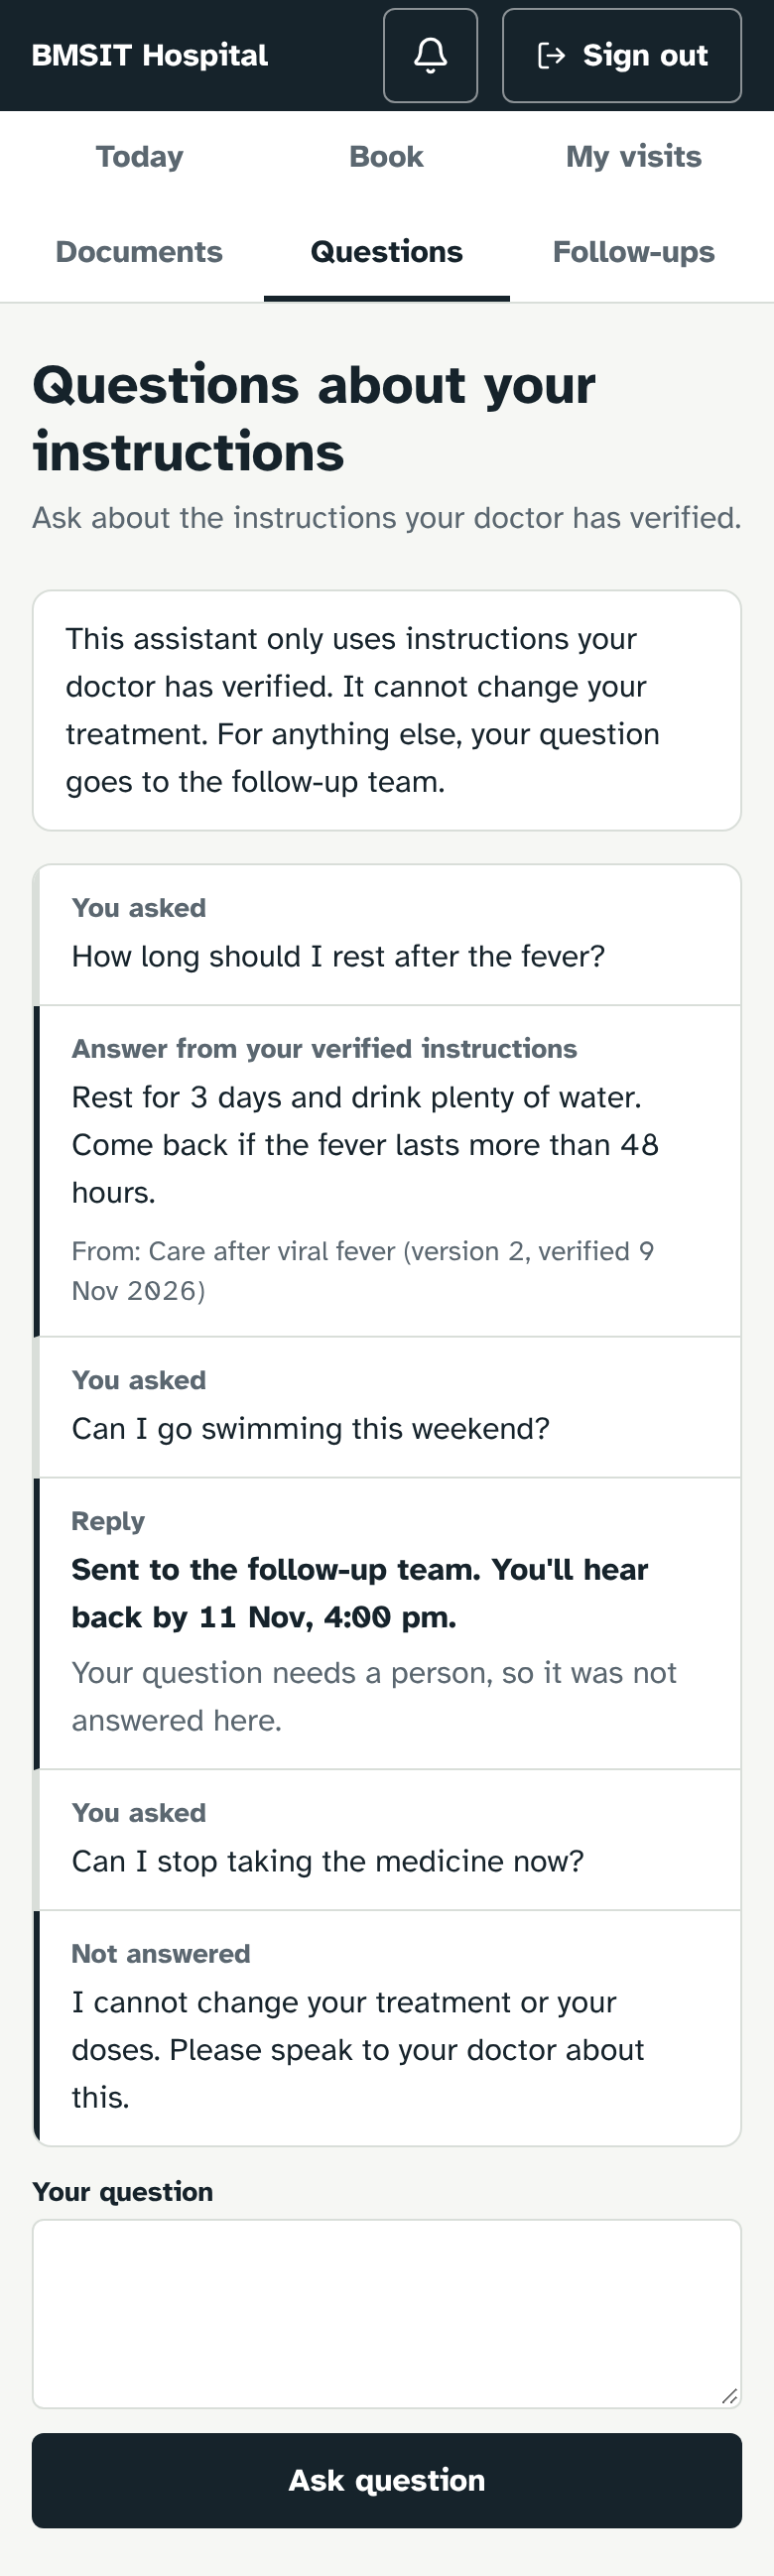 BMSIT Hospital
Sign out
Today
Book
My visits
Documents
Questions
Follow-ups
Questions about your
instructions
Ask about the instructions your doctor has verified.
This assistant only uses instructions your
doctor has verified. It cannot change your
treatment. For anything else, your question
goes to the follow-up team.
You asked
How long should I rest after the fever?
Answer from your verified instructions
Rest for 3 days and drink plenty of water.
Come back if the fever lasts more than 48
hours.
From: Care after viral fever (version 2, verified 9
Nov 2026)
You asked
Can I go swimming this weekend?
Reply
Sent to the follow-up team. You'll hear
back by 11 Nov, 4:00 pm.
Your question needs a person, so it was not
answered here.
You asked
Can I stop taking the medicine now?
Not answered
I cannot change your treatment or your
doses. Please speak to your doctor about
this.
Your question
Ask question